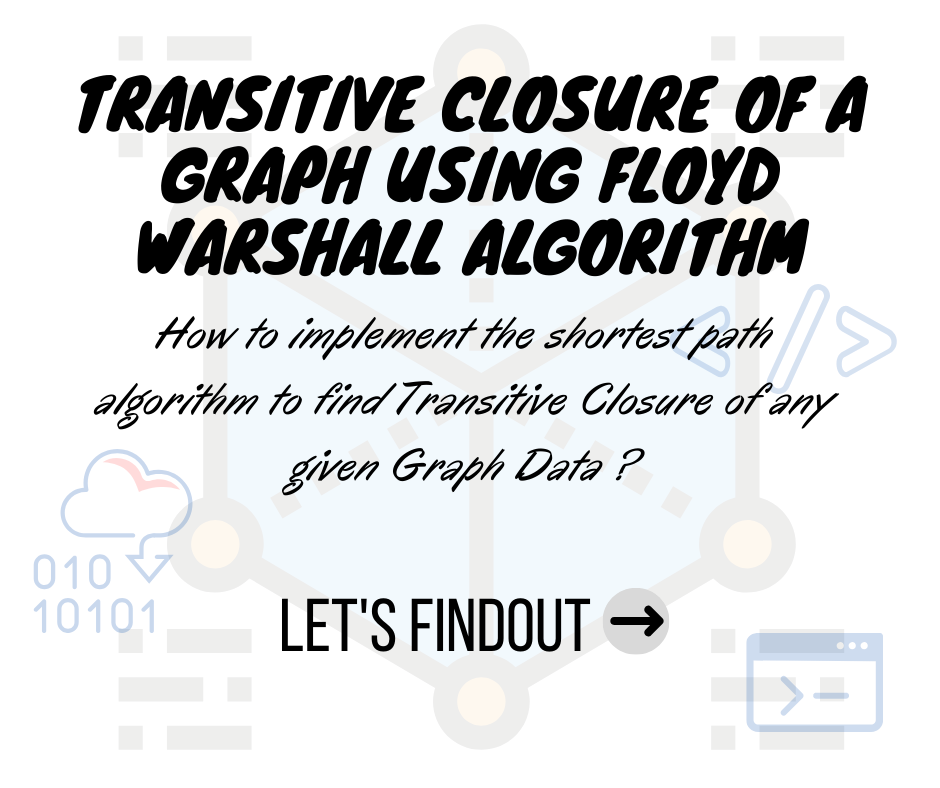 TRANSITIVE CLOSURE OF A
GRAPH USING FLOYD
WARSHALL ALGORITHM
How to implement the shortest path
algorithm to find Transitive Closure of any
given Graph Data ?
010
10101
LET'S FINDOUT